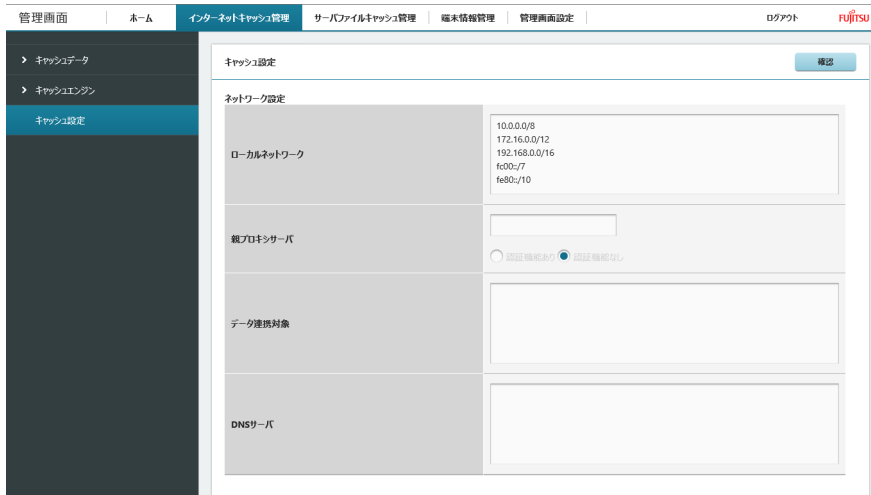 管理画面
ホーム
インターネットキャッシュ管理
サーバファイルキャッシュ管理
端末情報管理
管理画面設定
ログアウト
FUJITSU
キャッシュデータ
キャッシュエンジン
キャッシュ設定
キャッシュ設定
確認
ネットワーク設定
ローカルネットワーク
10.0.0.0/8
172.16.0.0/12
192.168.0.0/16
fc00::/7
fe80::/10
親プロキシサーバ
認証機能あり 認証機能なし
データ連携対象
DNSサーバ